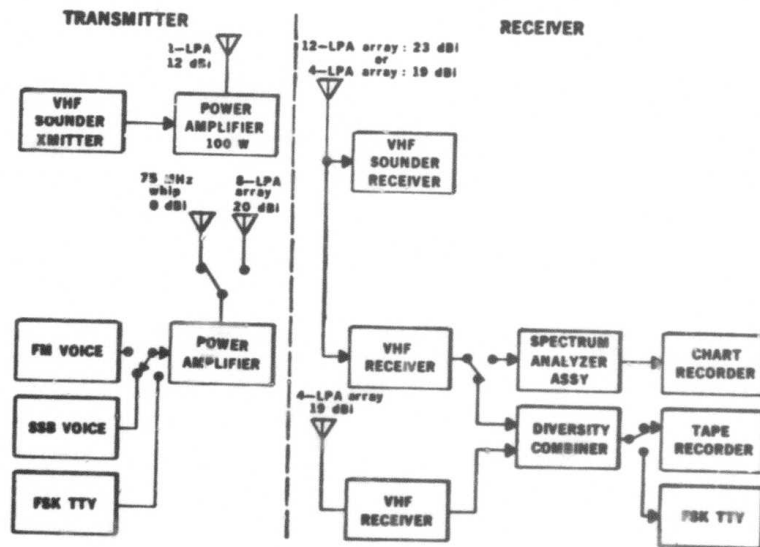 TRANSMITTER
1-LPA
12 dBi
VHF
SOUNDER
XMITTER
POWER
AMPLIFIER
100 W
75 MHz
whip
0 dBi
8-LPA
array
20 dBi
FM VOICE
SSB VOICE
FSK TTY
POWER
AMPLIFIER
RECEIVER
12-LPA array: 23 dBi
or
4-LPA array: 19 dBi
VHF
SOUNDER
RECEIVER
VHF
RECEIVER
SPECTRUM
ANALYZER
ASSY
CHART
RECORDER
4-LPA array
19 dBi
DIVERSITY
COMBINER
TAPE
RECORDER
VHF
RECEIVER
FSK TTY